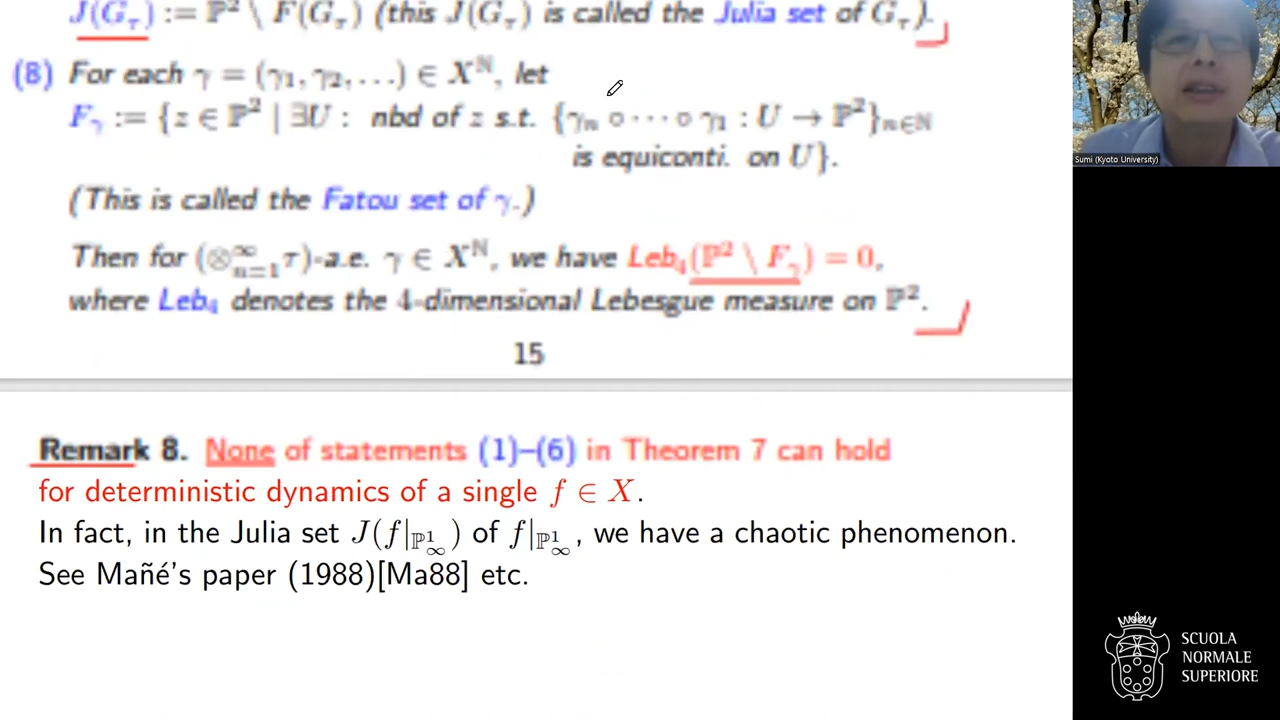 J(G_τ) := ℙ² \ F(G_τ) (this J(G_τ) is called the Julia set of G_τ).
(8) For each γ = (γ₁, γ₂, …) ∈ X^ℕ, let
F_γ := {z ∈ ℙ² | ∃U : nbd of z s.t. {γ_n ∘ ⋯ ∘ γ₁ : U → ℙ²}_{n∈ℕ}
is equiconti. on U}.
(This is called the Fatou set of γ.)
Then for (⊗_{n=1}^∞ τ)-a.e. γ ∈ X^ℕ, we have Leb₄(ℙ² \ F_γ) = 0,
where Leb₄ denotes the 4-dimensional Lebesgue measure on ℙ².
15
Remark 8. None of statements (1)–(6) in Theorem 7 can hold
for deterministic dynamics of a single f ∈ X.
In fact, in the Julia set J(f|_{ℙ¹_∞}) of f|_{ℙ¹_∞}, we have a chaotic phenomenon.
See Mañé's paper (1988)[Ma88] etc.
Sumi (Kyoto University)
SCUOLA
NORMALE
SUPERIORE